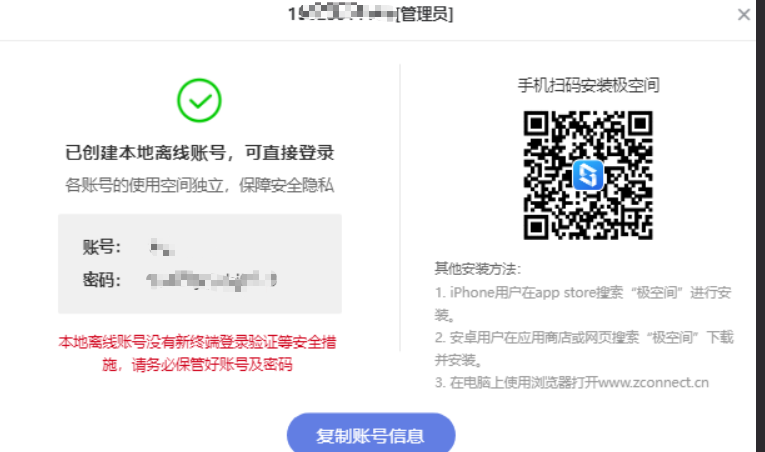 [管理员]
已创建本地离线账号，可直接登录
各账号的使用空间独立，保障安全隐私
账号：
密码：
本地离线账号没有新终端登录验证等安全措
施，请务必保管好账号及密码
手机扫码安装极空间
其他安装方法：
1. iPhone用户在app store搜索“极空间”进行安
装。
2. 安卓用户在应用商店或网页搜索“极空间”下载
并安装。
3. 在电脑上使用浏览器打开www.zconnect.cn
复制账号信息